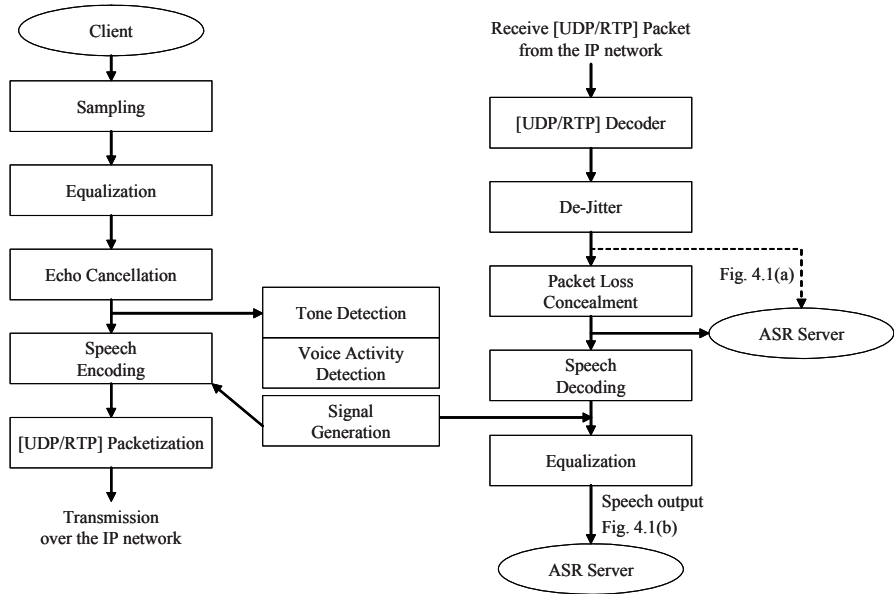 Client
Sampling
Equalization
Echo Cancellation
Speech
Encoding
[UDP/RTP] Packetization
Transmission
over the IP network
Tone Detection
Voice Activity
Detection
Signal
Generation
Receive [UDP/RTP] Packet
from the IP network
[UDP/RTP] Decoder
De-Jitter
Fig. 4.1(a)
Packet Loss
Concealment
ASR Server
Speech
Decoding
Equalization
Speech output
Fig. 4.1(b)
ASR Server